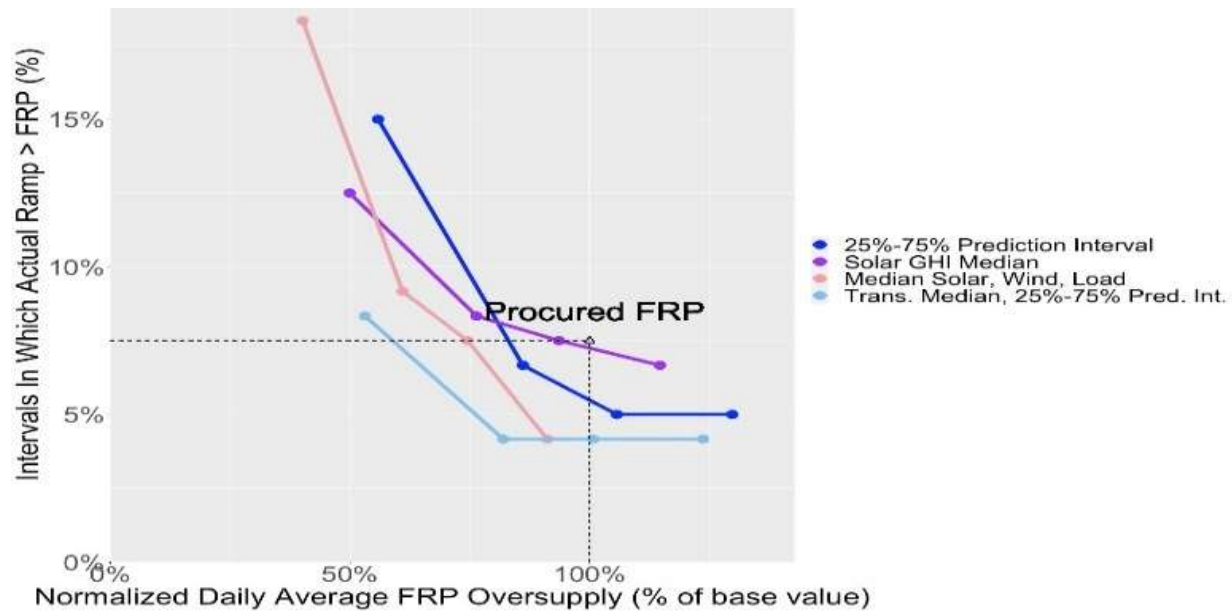 Intervals In Which Actual Ramp > FRP (%)
15%
10%
5%
0%
Procured FRP
25%-75% Prediction Interval
Solar GHI Median
Median Solar, Wind, Load
Trans. Median, 25%-75% Pred. Int.
0%
50%
100%
Normalized Daily Average FRP Oversupply (% of base value)